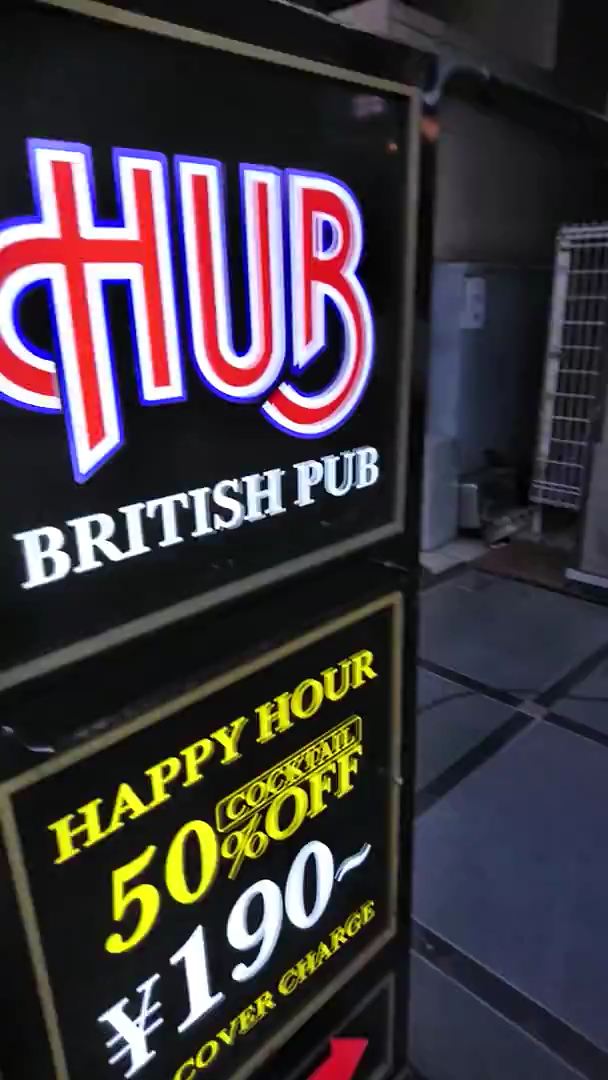 HUB
BRITISH PUB
HAPPY HOUR
COCKTAIL
50%OFF
¥190~
COVER CHARGE